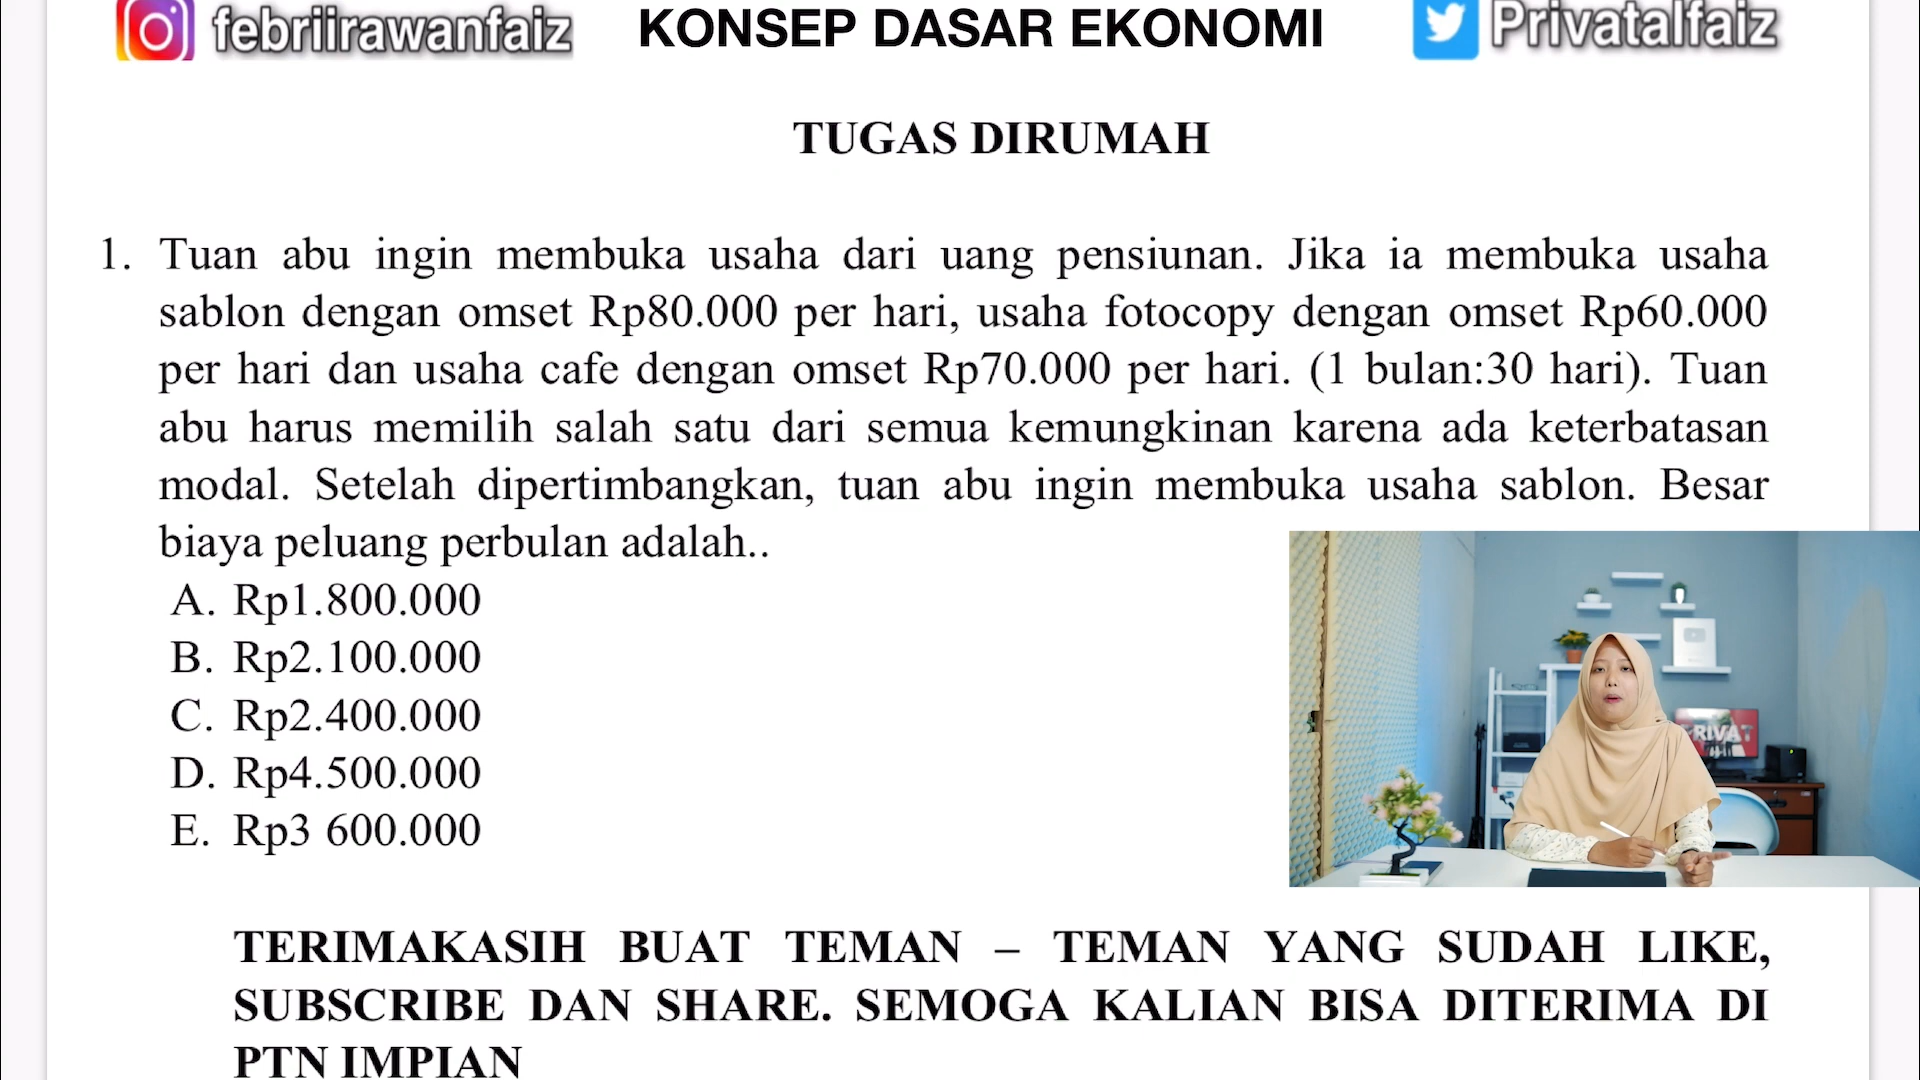 febriirawanfaiz
KONSEP DASAR EKONOMI
Privatalfaiz
TUGAS DIRUMAH
1. Tuan abu ingin membuka usaha dari uang pensiunan. Jika ia membuka usaha
sablon dengan omset Rp80.000 per hari, usaha fotocopy dengan omset Rp60.000
per hari dan usaha cafe dengan omset Rp70.000 per hari. (1 bulan:30 hari). Tuan
abu harus memilih salah satu dari semua kemungkinan karena ada keterbatasan
modal. Setelah dipertimbangkan, tuan abu ingin membuka usaha sablon. Besar
biaya peluang perbulan adalah..
A. Rp1.800.000
B. Rp2.100.000
C. Rp2.400.000
D. Rp4.500.000
E. Rp3 600.000
RIVAT
TERIMAKASIH BUAT TEMAN – TEMAN YANG SUDAH LIKE,
SUBSCRIBE DAN SHARE. SEMOGA KALIAN BISA DITERIMA DI
PTN IMPIAN